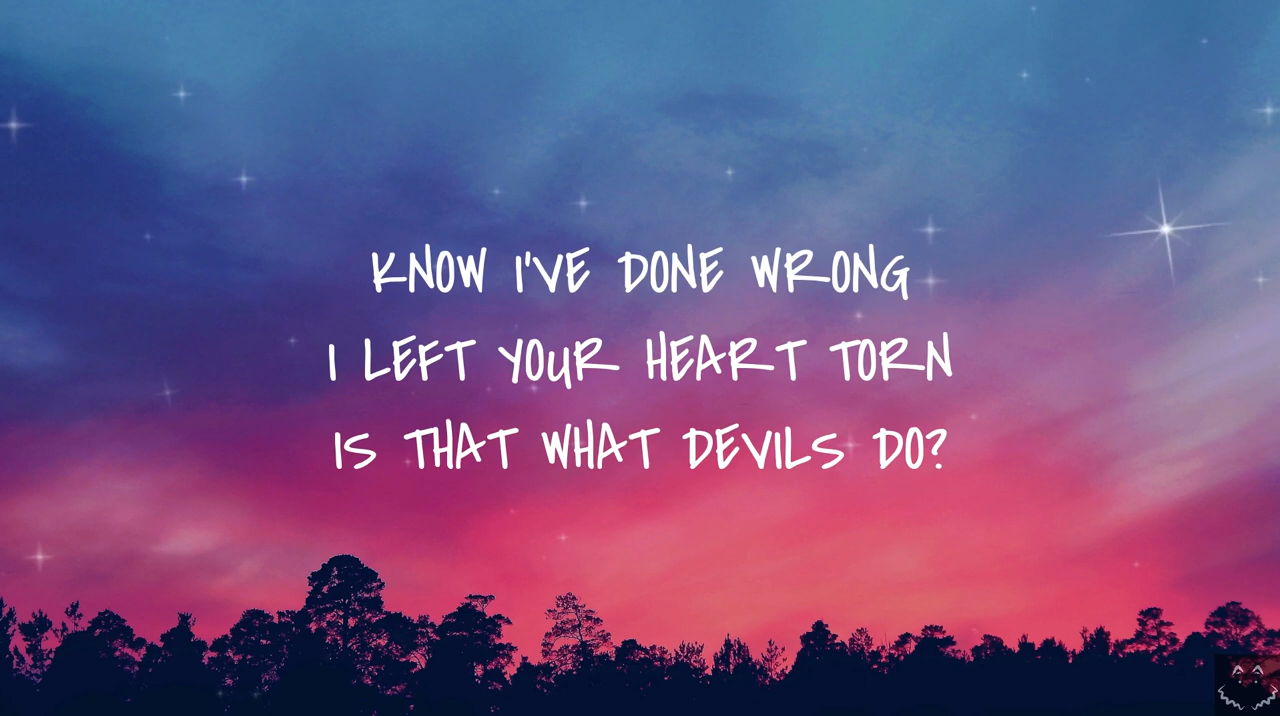 KNOW I'VE DONE WRONG
I LEFT YOUR HEART TORN
IS THAT WHAT DEVILS DO?